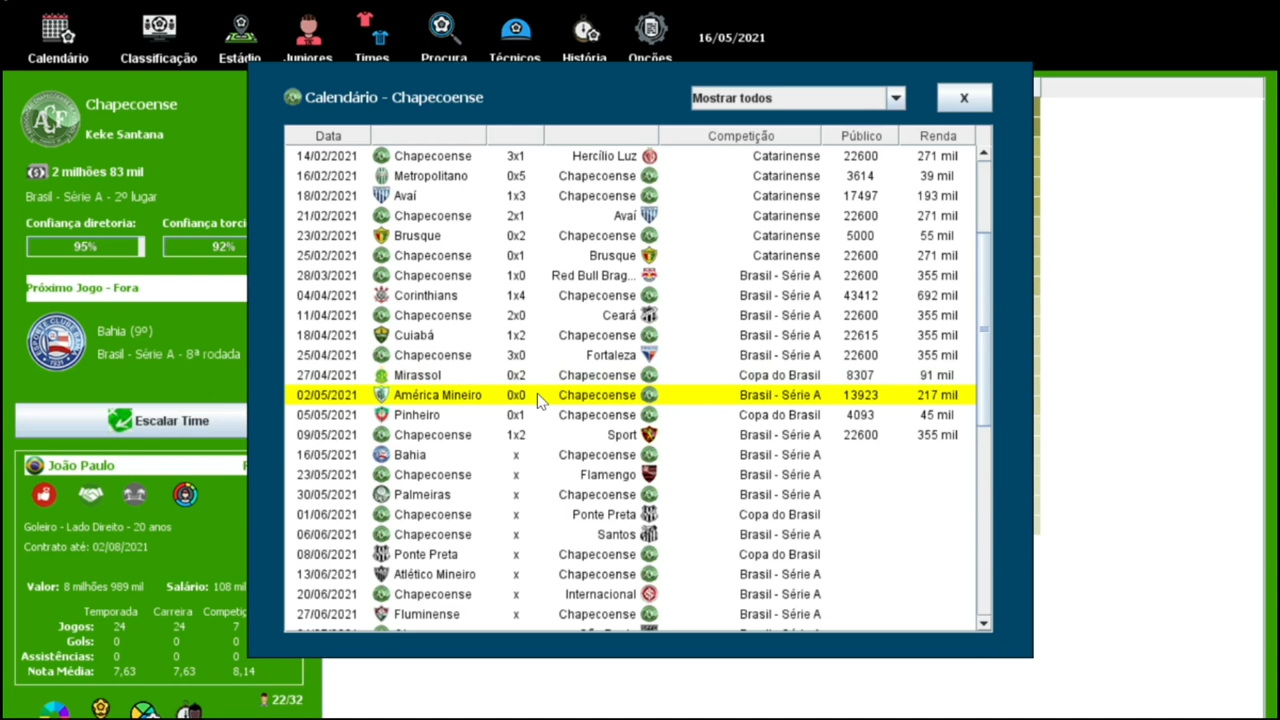 Calendário
Classificação
Estádio
Juniores
Times
Procura
Técnicos
História
Opções
16/05/2021
Chapecoense
Keke Santana
2 milhões 83 mil
Brasil - Série A - 2º lugar
Confiança diretoria:
95%
92%
Próximo Jogo - Fora
Bahia (9º)
Brasil - Série A - 8ª rodada
Escalar Time
João Paulo
Goleiro - Lado Direito - 20 anos
Contrato até: 02/08/2021
Valor: 8 milhões 989 mil Salário: 108 mil
Temporada Carreira
Jogos: 24 24 7
Gols: 0 0 0
Assistências: 0 0 0
Nota Média: 7,63 7,63 8,14
22/32
Calendário - Chapecoense
Mostrar todos
X
Data Competição Público Renda
14/02/2021 Chapecoense 3x1 Hercílio Luz Catarinense 22600 271 mil
16/02/2021 Metropolitano 0x5 Chapecoense Catarinense 3614 39 mil
18/02/2021 Avaí 1x3 Chapecoense Catarinense 17497 193 mil
21/02/2021 Chapecoense 2x1 Avaí Catarinense 22600 271 mil
23/02/2021 Brusque 0x2 Chapecoense Catarinense 5000 55 mil
25/02/2021 Chapecoense 0x1 Brusque Catarinense 22600 271 mil
28/03/2021 Chapecoense 1x0 Red Bull Brag... Brasil - Série A 22600 355 mil
04/04/2021 Corinthians 1x4 Chapecoense Brasil - Série A 43412 692 mil
11/04/2021 Chapecoense 2x0 Ceará Brasil - Série A 22600 355 mil
18/04/2021 Cuiabá 1x2 Chapecoense Brasil - Série A 22615 355 mil
25/04/2021 Chapecoense 3x0 Fortaleza Brasil - Série A 22600 355 mil
27/04/2021 Mirassol 0x2 Chapecoense Copa do Brasil 8307 91 mil
02/05/2021 América Mineiro 0x0 Chapecoense Brasil - Série A 13923 217 mil
05/05/2021 Pinheiro 0x1 Chapecoense Copa do Brasil 4093 45 mil
09/05/2021 Chapecoense 1x2 Sport Brasil - Série A 22600 355 mil
16/05/2021 Bahia x Chapecoense Brasil - Série A
23/05/2021 Chapecoense x Flamengo Brasil - Série A
30/05/2021 Palmeiras x Chapecoense Brasil - Série A
01/06/2021 Chapecoense x Ponte Preta Copa do Brasil
06/06/2021 Chapecoense x Santos Brasil - Série A
08/06/2021 Ponte Preta x Chapecoense Copa do Brasil
13/06/2021 Atlético Mineiro x Chapecoense Brasil - Série A
20/06/2021 Chapecoense x Internacional Brasil - Série A
27/06/2021 Fluminense x Chapecoense Brasil - Série A